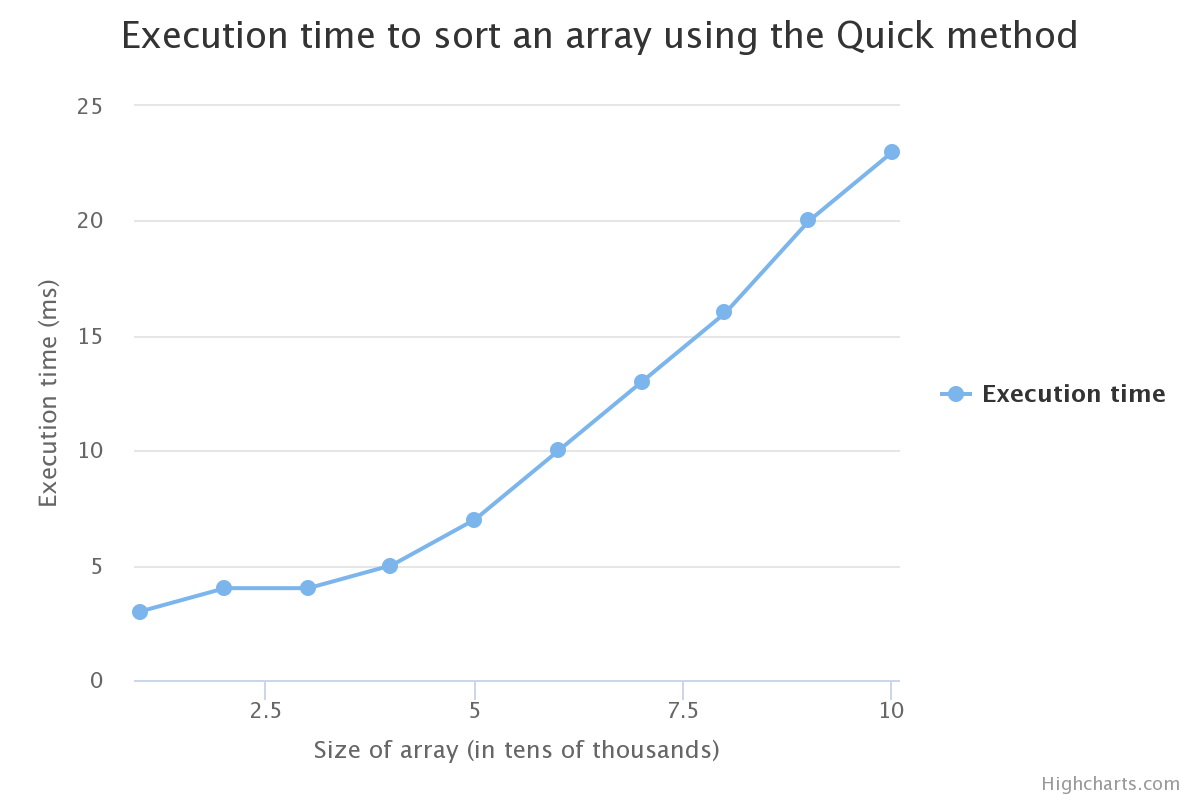 Execution time to sort an array using the Quick method
25
20
15
10
5
0
Execution time (ms)
2.5
5
7.5
10
Size of array (in tens of thousands)
Execution time
Highcharts.com